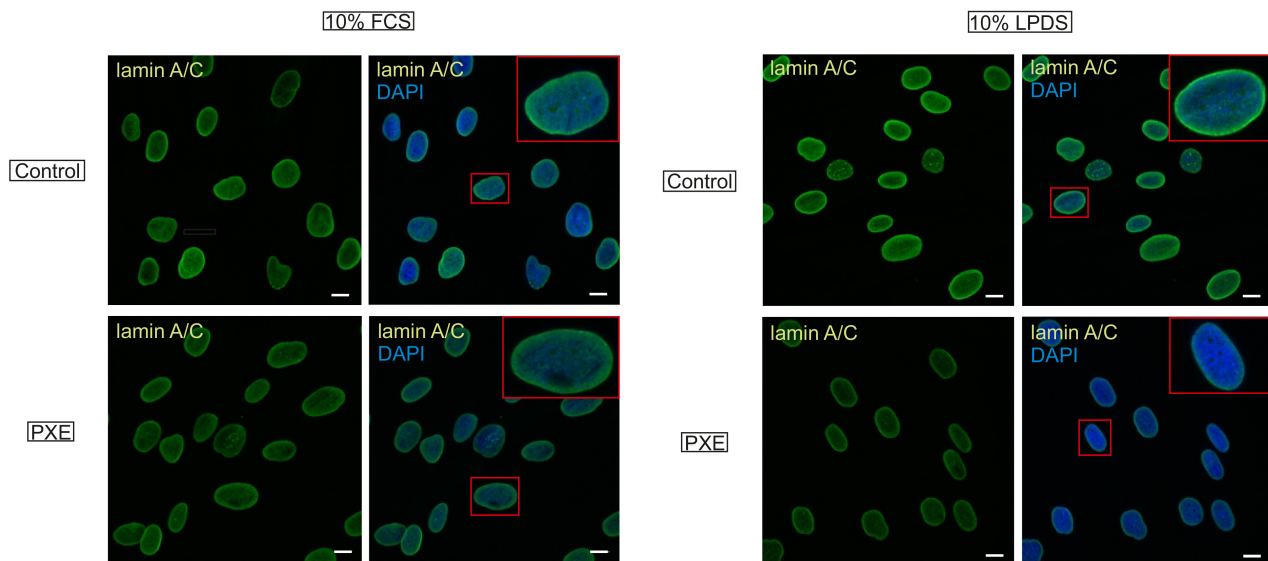 10% FCS
10% LPDS
Control
lamin A/C
lamin A/C
DAPI
Control
lamin A/C
lamin A/C
DAPI
PXE
lamin A/C
lamin A/C
DAPI
PXE
lamin A/C
lamin A/C
DAPI